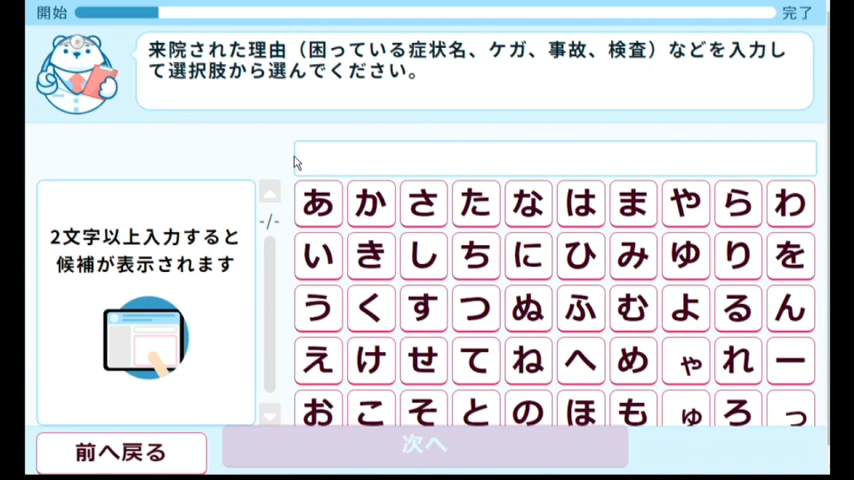 開始
完了
来院された理由（困っている症状名、ケガ、事故、検査）などを入力し
て選択肢から選んでください。
2文字以上入力すると
候補が表示されます
-/-
あ か さ た な は ま や ら わ
い き し ち に ひ み ゆ り を
う く す つ ぬ ふ む よ る ん
え け せ て ね へ め ゃ れ ー
お こ そ と の ほ も ゅ ろ っ
前へ戻る
次へ